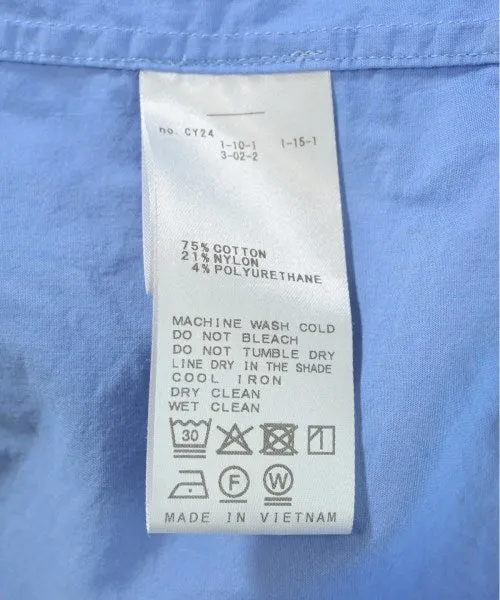 no. CY24
1-10-1 1-15-1
3-02-2
75% COTTON
21% NYLON
4% POLYURETHANE
MACHINE WASH COLD
DO NOT BLEACH
DO NOT TUMBLE DRY
LINE DRY IN THE SHADE
COOL IRON
DRY CLEAN
WET CLEAN
30
F W
MADE IN VIETNAM